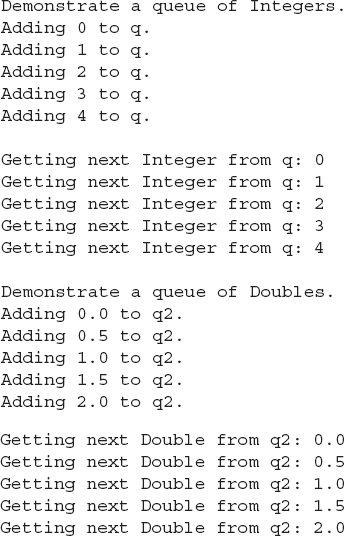 Demonstrate a queue of Integers.
Adding 0 to q.
Adding 1 to q.
Adding 2 to q.
Adding 3 to q.
Adding 4 to q.
Getting next Integer from q: 0
Getting next Integer from q: 1
Getting next Integer from q: 2
Getting next Integer from q: 3
Getting next Integer from q: 4
Demonstrate a queue of Doubles.
Adding 0.0 to q2.
Adding 0.5 to q2.
Adding 1.0 to q2.
Adding 1.5 to q2.
Adding 2.0 to q2.
Getting next Double from q2: 0.0
Getting next Double from q2: 0.5
Getting next Double from q2: 1.0
Getting next Double from q2: 1.5
Getting next Double from q2: 2.0